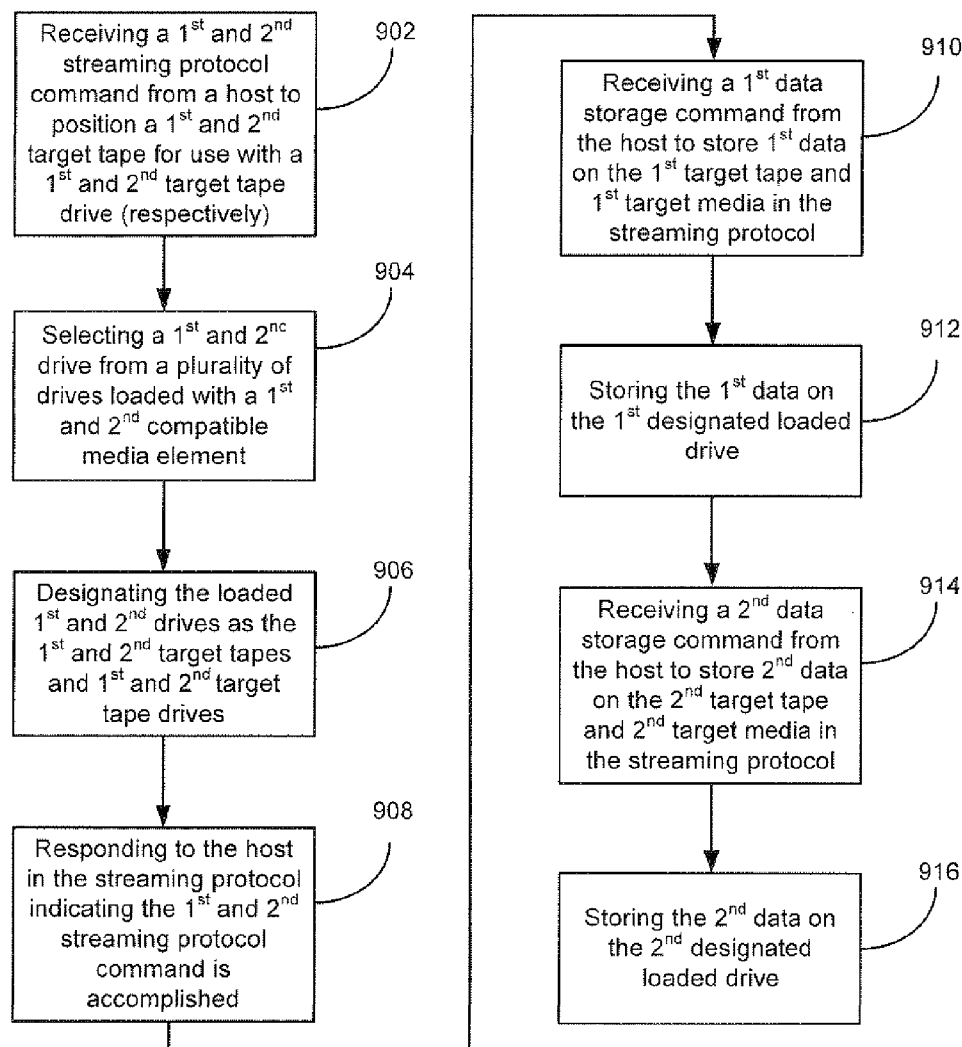 Receiving a 1st and 2nd
streaming protocol
command from a host to
position a 1st and 2nd
target tape for use with a
1st and 2nd target tape
drive (respectively)
902
Selecting a 1st and 2nc
drive from a plurality of
drives loaded with a 1st
and 2nd compatible
media element
904
Designating the loaded
1st and 2nd drives as the
1st and 2nd target tapes
and 1st and 2nd target
tape drives
906
Responding to the host
in the streaming protocol
indicating the 1st and 2nd
streaming protocol
command is
accomplished
908
Receiving a 1st data
storage command from
the host to store 1st data
on the 1st target tape and
1st target media in the
streaming protocol
910
Storing the 1st data on
the 1st designated loaded
drive
912
Receiving a 2nd data
storage command from
the host to store 2nd data
on the 2nd target tape
and 2nd target media in
the streaming protocol
914
Storing the 2nd data on
the 2nd designated
loaded drive
916